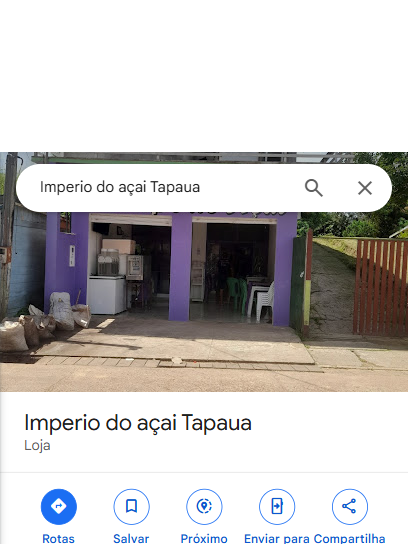 Imperio do açai Tapaua
Imperio do açai Tapaua
Loja
Rotas
Salvar
Próximo
Enviar para
Compartilha